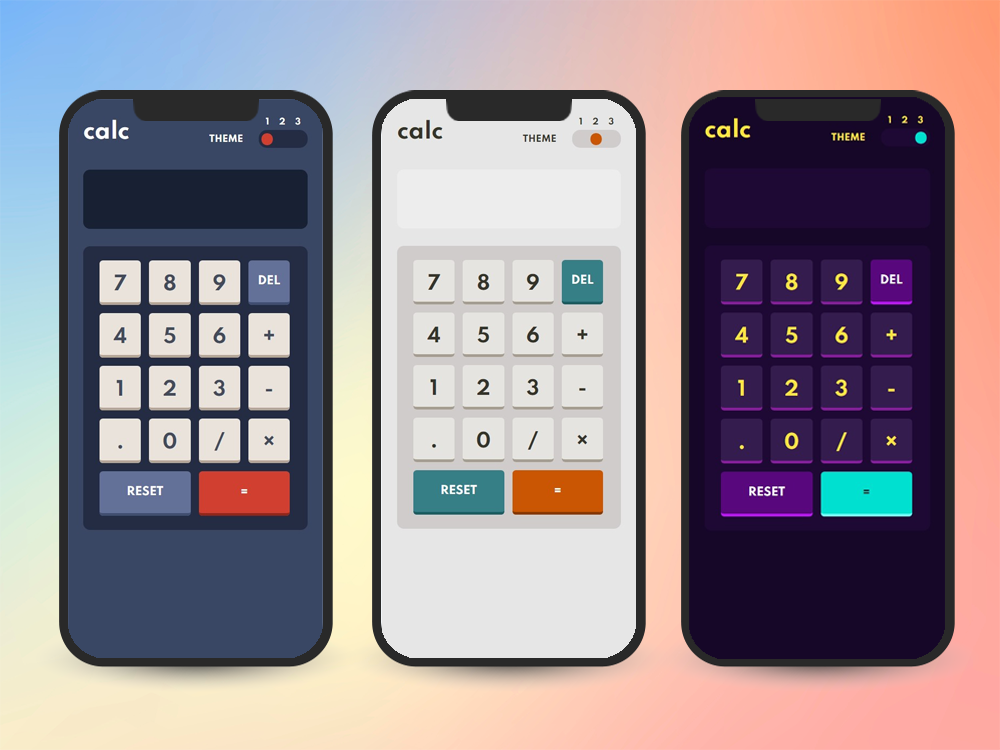 calc
1 2 3
THEME
7 8 9 DEL
4 5 6 +
1 2 3 -
. 0 / ×
RESET =
calc
1 2 3
THEME
7 8 9 DEL
4 5 6 +
1 2 3 -
. 0 / ×
RESET =
calc
1 2 3
THEME
7 8 9 DEL
4 5 6 +
1 2 3 -
. 0 / ×
RESET =